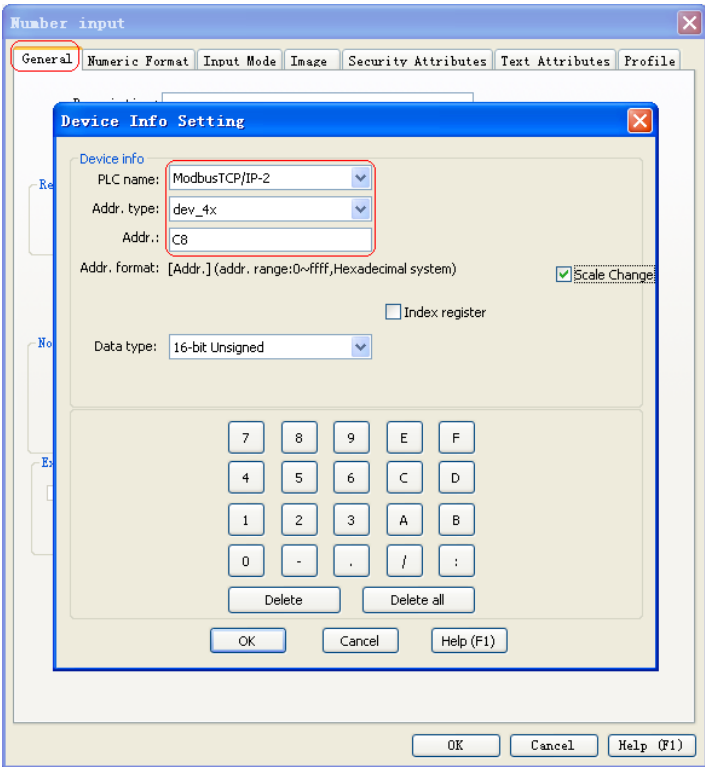 Number input
General Numeric Format Input Mode Image Security Attributes Text Attributes Profile
Device Info Setting
Device info
PLC name: ModbusTCP/IP-2
Re
Addr. type: dev_4x
Addr.: C8
Addr. format: [Addr.] (addr. range:0~ffff,Hexadecimal system)
Scale Change
Index register
No
Data type: 16-bit Unsigned
7 8 9 E F
Ex
4 5 6 C D
1 2 3 A B
0 - . / :
Delete Delete all
OK Cancel Help (F1)
OK Cancel Help (F1)